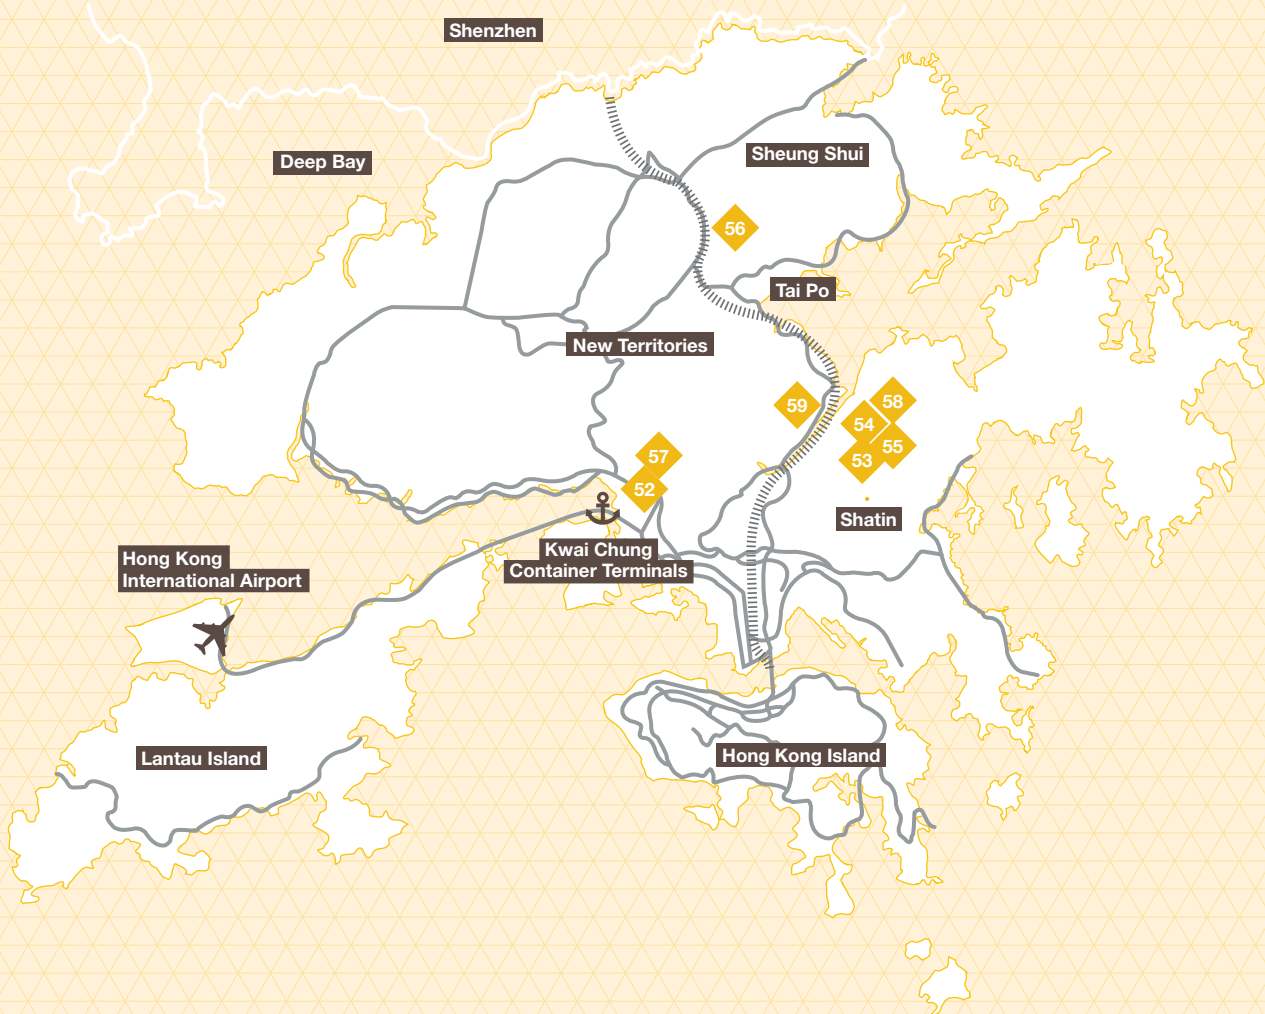 Shenzhen
Deep Bay
Sheung Shui
56
Tai Po
New Territories
59
58
54
55
53
57
52
Shatin
Kwai Chung
Container Terminals
Hong Kong
International Airport
Lantau Island
Hong Kong Island